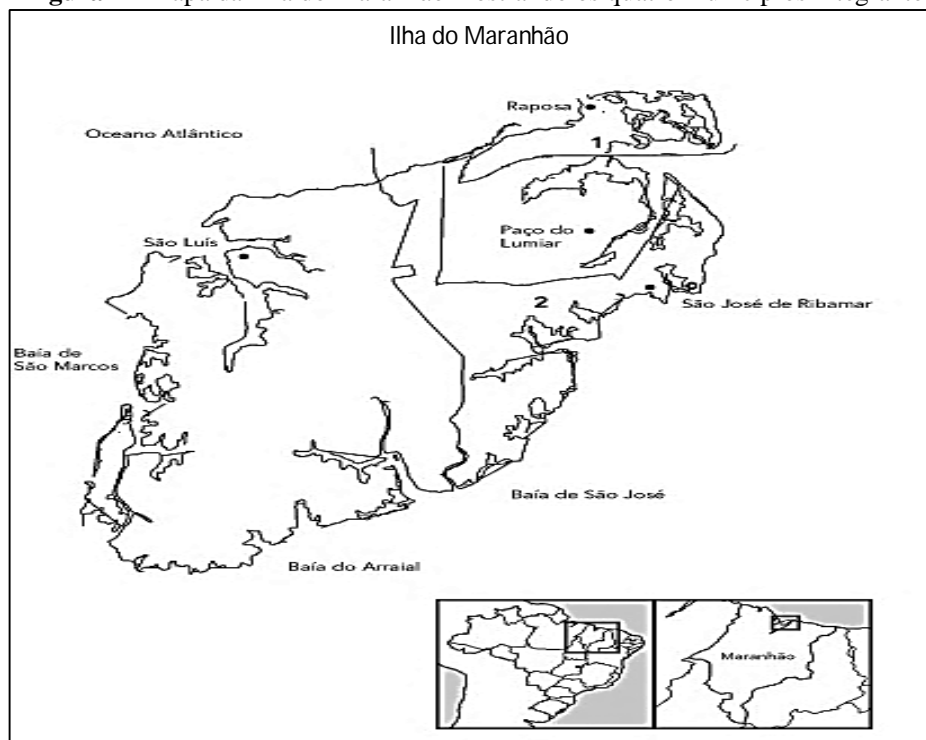 Ilha do Maranhão
Raposa
Oceano Atlântico
1
Paço do
Lumiar
São Luís
São José de Ribamar
2
Baía de
São Marcos
Baía de São José
Baía do Arraial
Maranhão